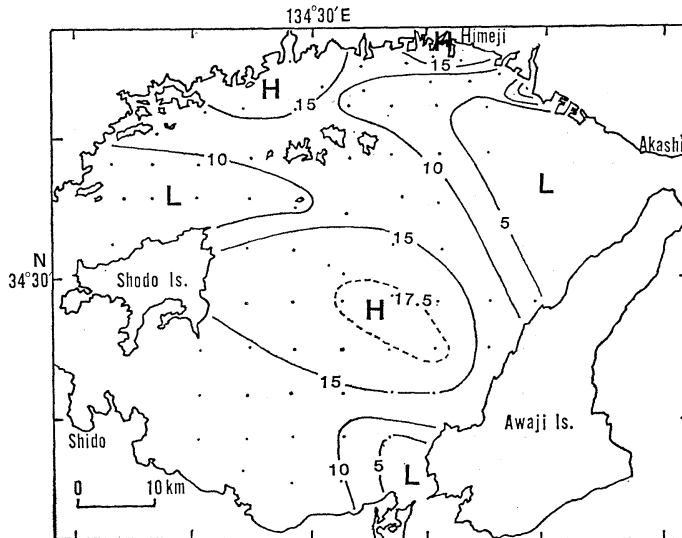 134°30′E
H Himeji
15
H
15
10
10
Akashi
L
L
5
15
N
34°30′
Shodo Is.
17.5
H
15
Awaji Is.
Shido
10
5
L
0 10 km